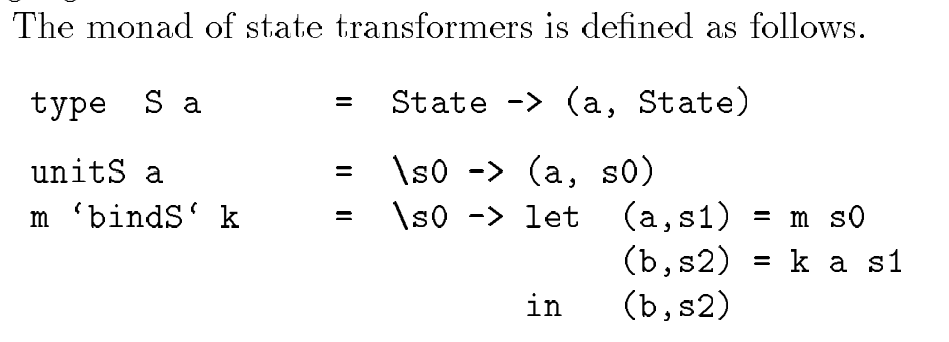 The monad of state transformers is defined as follows.
type S a = State -> (a, State)
unitS a = \s0 -> (a, s0)
m ‘bindS‘ k = \s0 -> let (a,s1) = m s0
(b,s2) = k a s1
in (b,s2)